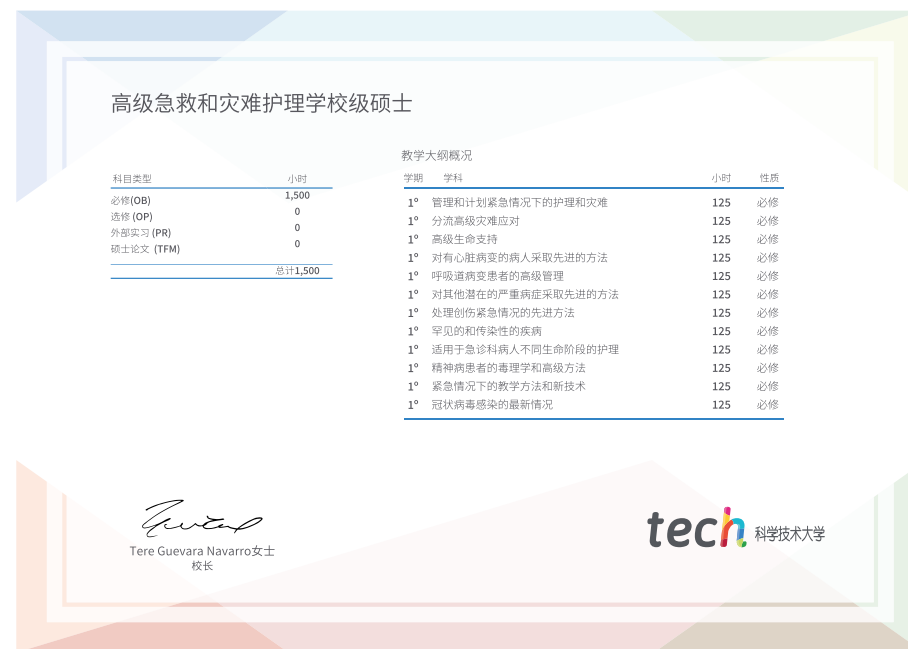 高级急救和灾难护理学校级硕士
科目类型 小时
必修(OB) 1,500
选修 (OP) 0
外部实习 (PR) 0
硕士论文 (TFM) 0
总计1,500
教学大纲概况
学期 学科 小时 性质
1º 管理和计划紧急情况下的护理和灾难 125 必修
1º 分流高级灾难应对 125 必修
1º 高级生命支持 125 必修
1º 对有心脏病变的病人采取先进的方法 125 必修
1º 呼吸道病变患者的高级管理 125 必修
1º 对其他潜在的严重病症采取先进的方法 125 必修
1º 处理创伤紧急情况的先进方法 125 必修
1º 罕见的和传染性的疾病 125 必修
1º 适用于急诊科病人不同生命阶段的护理 125 必修
1º 精神病患者的毒理学和高级方法 125 必修
1º 紧急情况下的教学方法和新技术 125 必修
1º 冠状病毒感染的最新情况 125 必修
Tere Guevara Navarro女士
校长
tech 科学技术大学